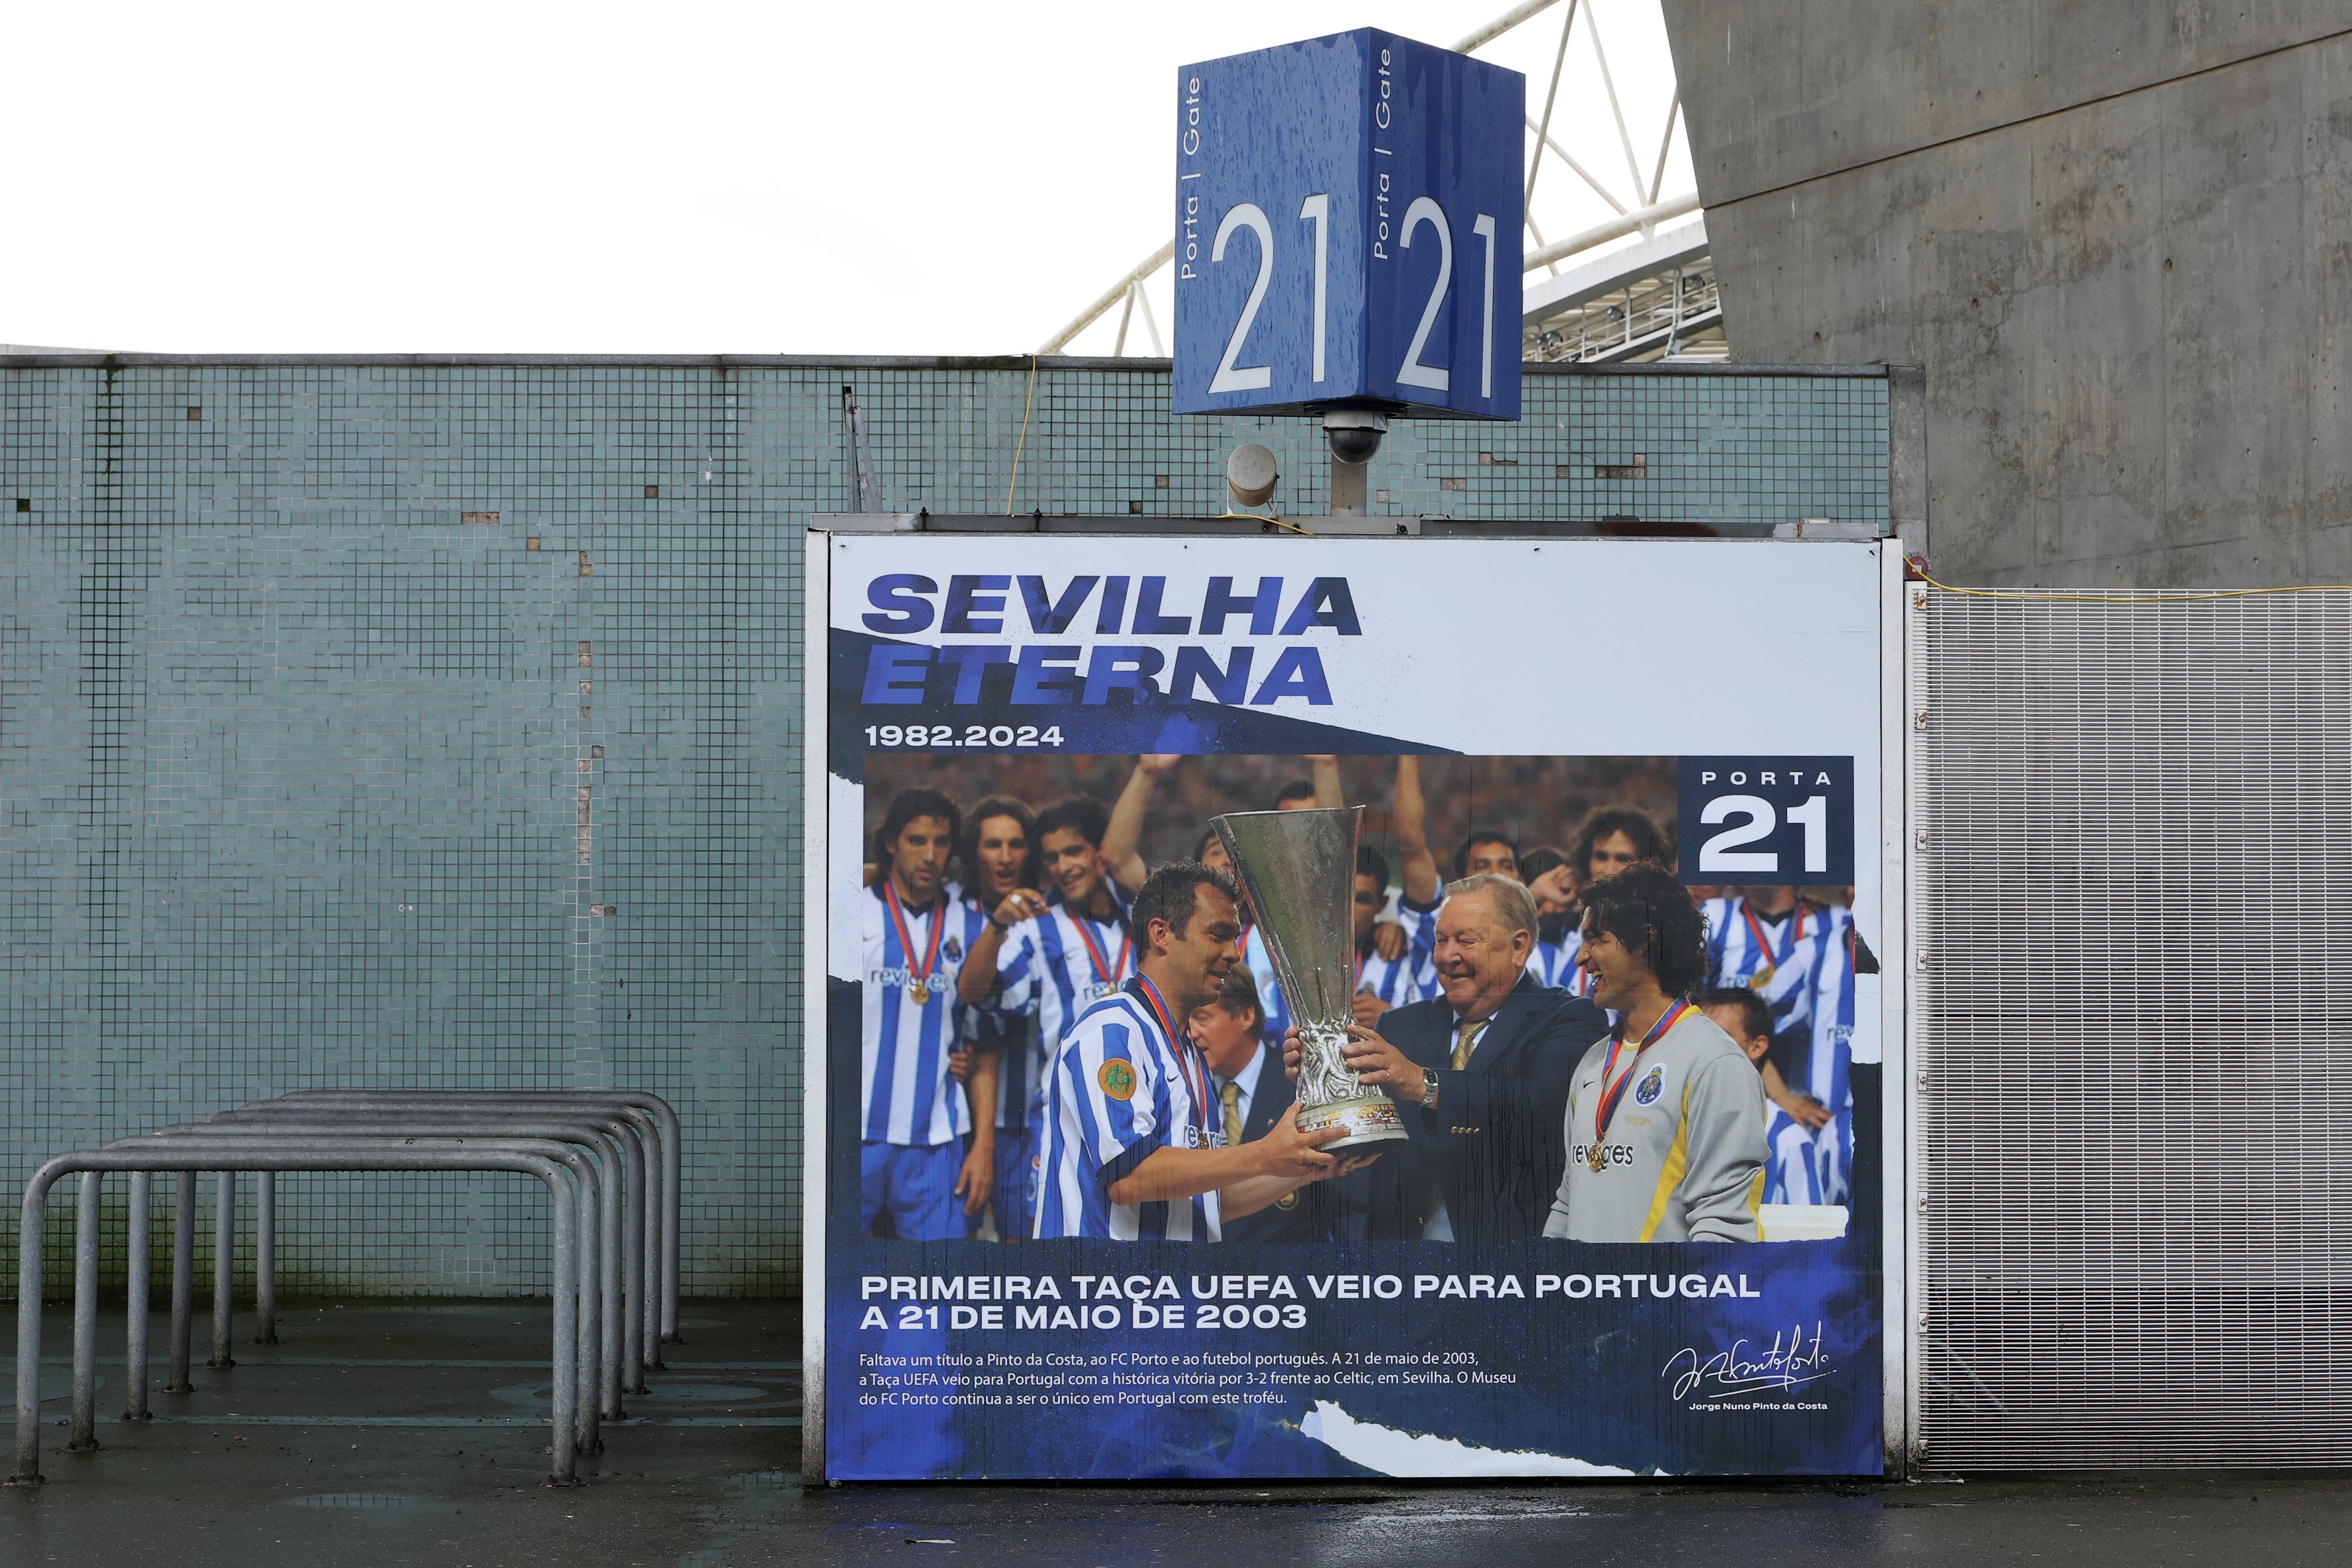 Porta | Gate
21
Porta | Gate
21
SEVILHA
ETERNA
1982.2024
PORTA
21
revigres
revigres
PRIMEIRA TAÇA UEFA VEIO PARA PORTUGAL
A 21 DE MAIO DE 2003
Faltava um título a Pinto da Costa, ao FC Porto e ao futebol português. A 21 de maio de 2003,
a Taça UEFA veio para Portugal com a histórica vitória por 3-2 frente ao Celtic, em Sevilha. O Museu
do FC Porto continua a ser o único em Portugal com este troféu.
Jorge Nuno Pinto da Costa